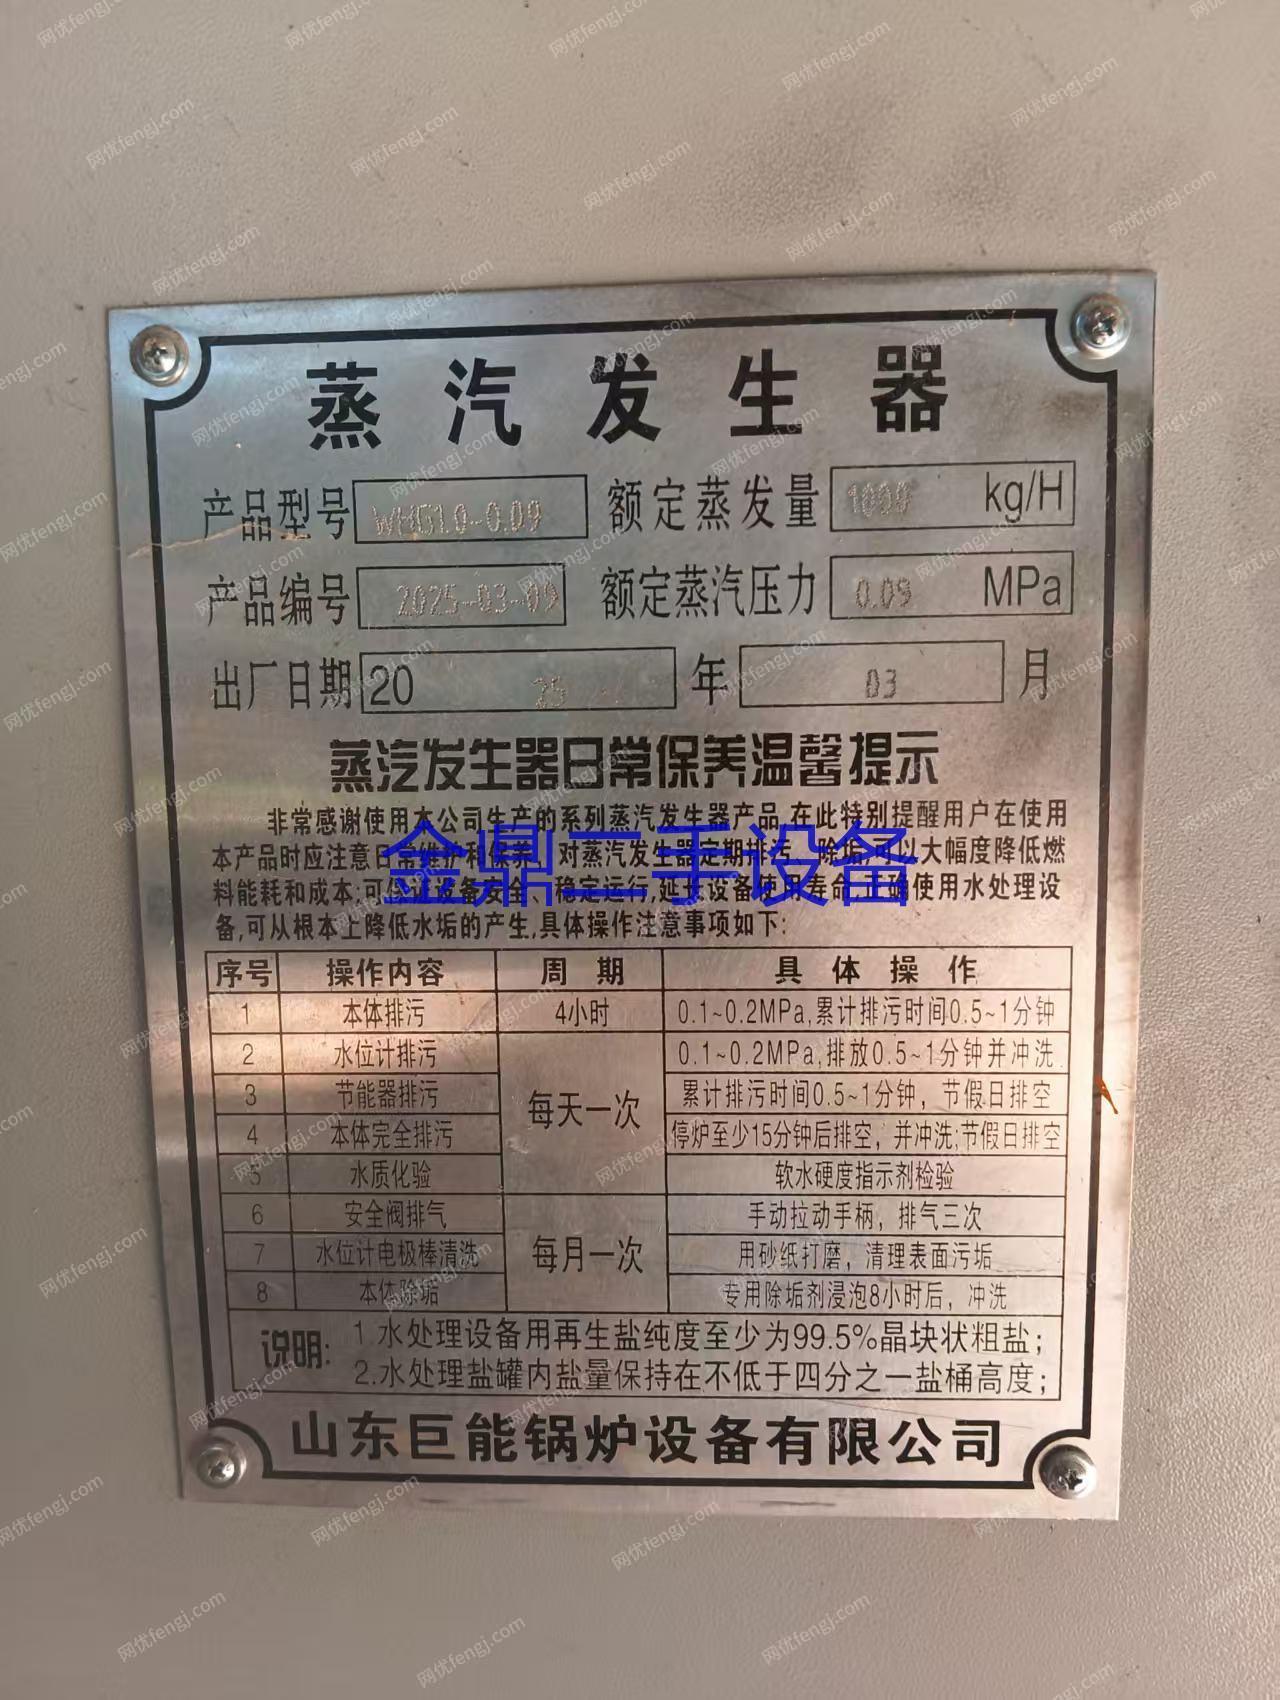 蒸汽发生器
产品型号 WHG1.0-0.09 额定蒸发量 1000 kg/H
产品编号 2025-03-09 额定蒸汽压力 0.09 MPa
出厂日期 20 25 年 03 月
蒸汽发生器日常保养温馨提示
非常感谢使用本公司生产的系列蒸汽发生器产品,在此特别提醒用户在使用
本产品时应注意日常维护和保养,对蒸汽发生器定期排污、除垢,可以大幅度降低燃
料能耗和成本;可保证设备安全、稳定运行,延长设备使用寿命,正确使用水处理设
备,可从根本上降低水垢的产生,具体操作注意事项如下:
金鼎二手设备
序号 操作内容 周期 具体操作
1 本体排污 4小时 0.1~0.2MPa,累计排污时间0.5~1分钟
2 水位计排污 每天一次 0.1~0.2MPa,排放0.5~1分钟并冲洗
3 节能器排污 累计排污时间0.5~1分钟，节假日排空
4 本体完全排污 停炉至少15分钟后排空，并冲洗;节假日排空
5 水质化验 软水硬度指示剂检验
6 安全阀排气 每月一次 手动拉动手柄，排气三次
7 水位计电极棒清洗 用砂纸打磨，清理表面污垢
8 本体除垢 专用除垢剂浸泡8小时后，冲洗
说明: 1.水处理设备用再生盐纯度至少为99.5%晶块状粗盐;
2.水处理盐罐内盐量保持在不低于四分之一盐桶高度;
山东巨能锅炉设备有限公司
网优fengj.com